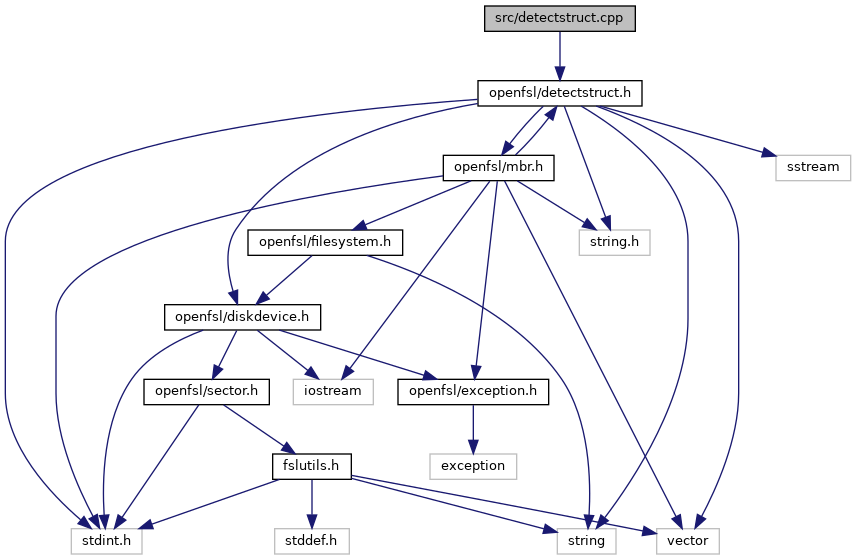 src/detectstruct.cpp
openfsl/detectstruct.h
openfsl/mbr.h
sstream
openfsl/filesystem.h
string.h
openfsl/diskdevice.h
openfsl/sector.h
iostream
openfsl/exception.h
fslutils.h
exception
stdint.h
stddef.h
string
vector